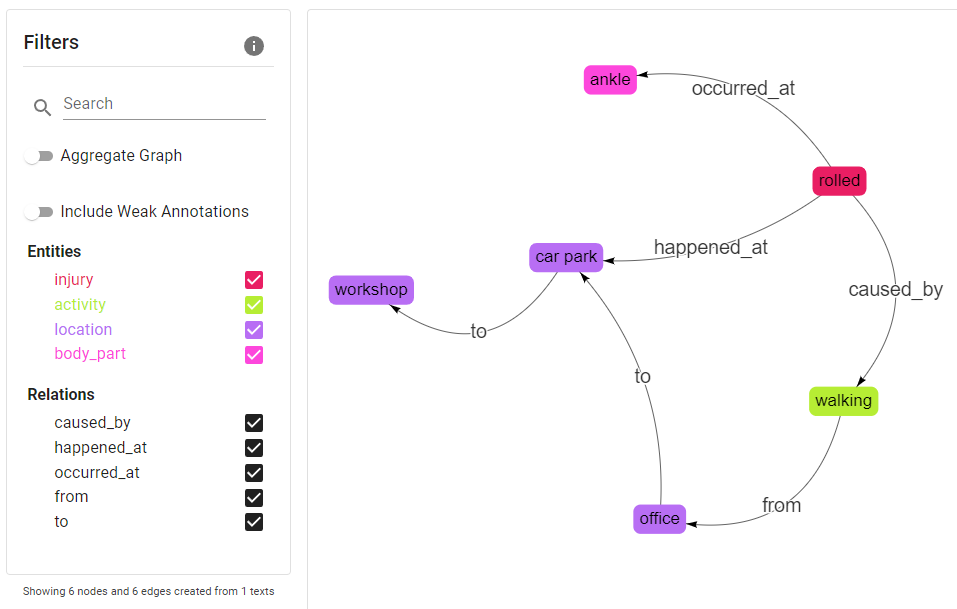 Filters
Search
Aggregate Graph
Include Weak Annotations
Entities
injury
activity
location
body_part
Relations
caused_by
happened_at
occurred_at
from
to
Showing 6 nodes and 6 edges created from 1 texts
ankle
occurred_at
rolled
happened_at
car park
workshop
caused_by
to
to
walking
from
office